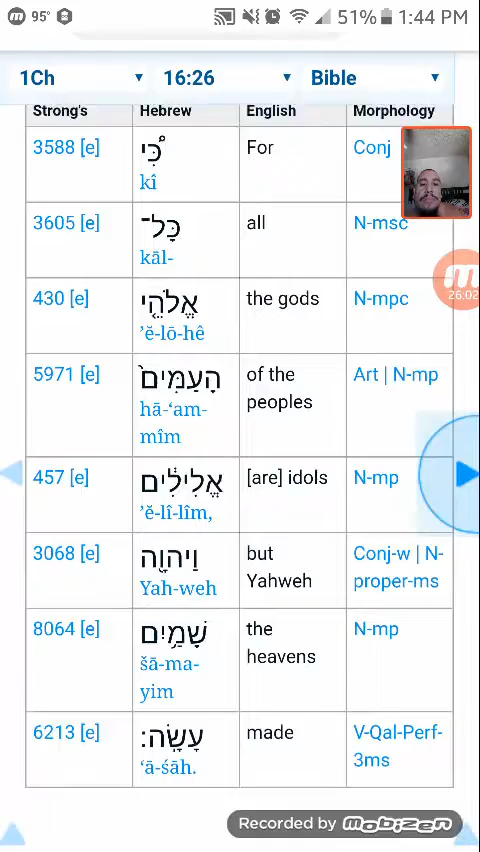 95° 51% 1:44 PM
1Ch 16:26 Bible
Strong's Hebrew English Morphology
3588 [e] כִּ֠י For Conj
kî
3605 [e] כָּל־ all N-msc
kāl-
430 [e] אֱלֹהֵ֤י the gods N-mpc
’ĕ-lō-hê
26:02
5971 [e] הָעַמִּים֙ of the Art | N-mp
hā-‘am- peoples
mîm
457 [e] אֱלִילִ֔ים [are] idols N-mp
’ĕ-lî-lîm,
3068 [e] וַיהוָ֖ה but Conj-w | N-
Yah-weh Yahweh proper-ms
8064 [e] שָׁמַ֥יִם the N-mp
šā-ma- heavens
yim
6213 [e] עָשָֽׂה׃ made V-Qal-Perf-
‘ā-śāh. 3ms
Recorded by mobizen